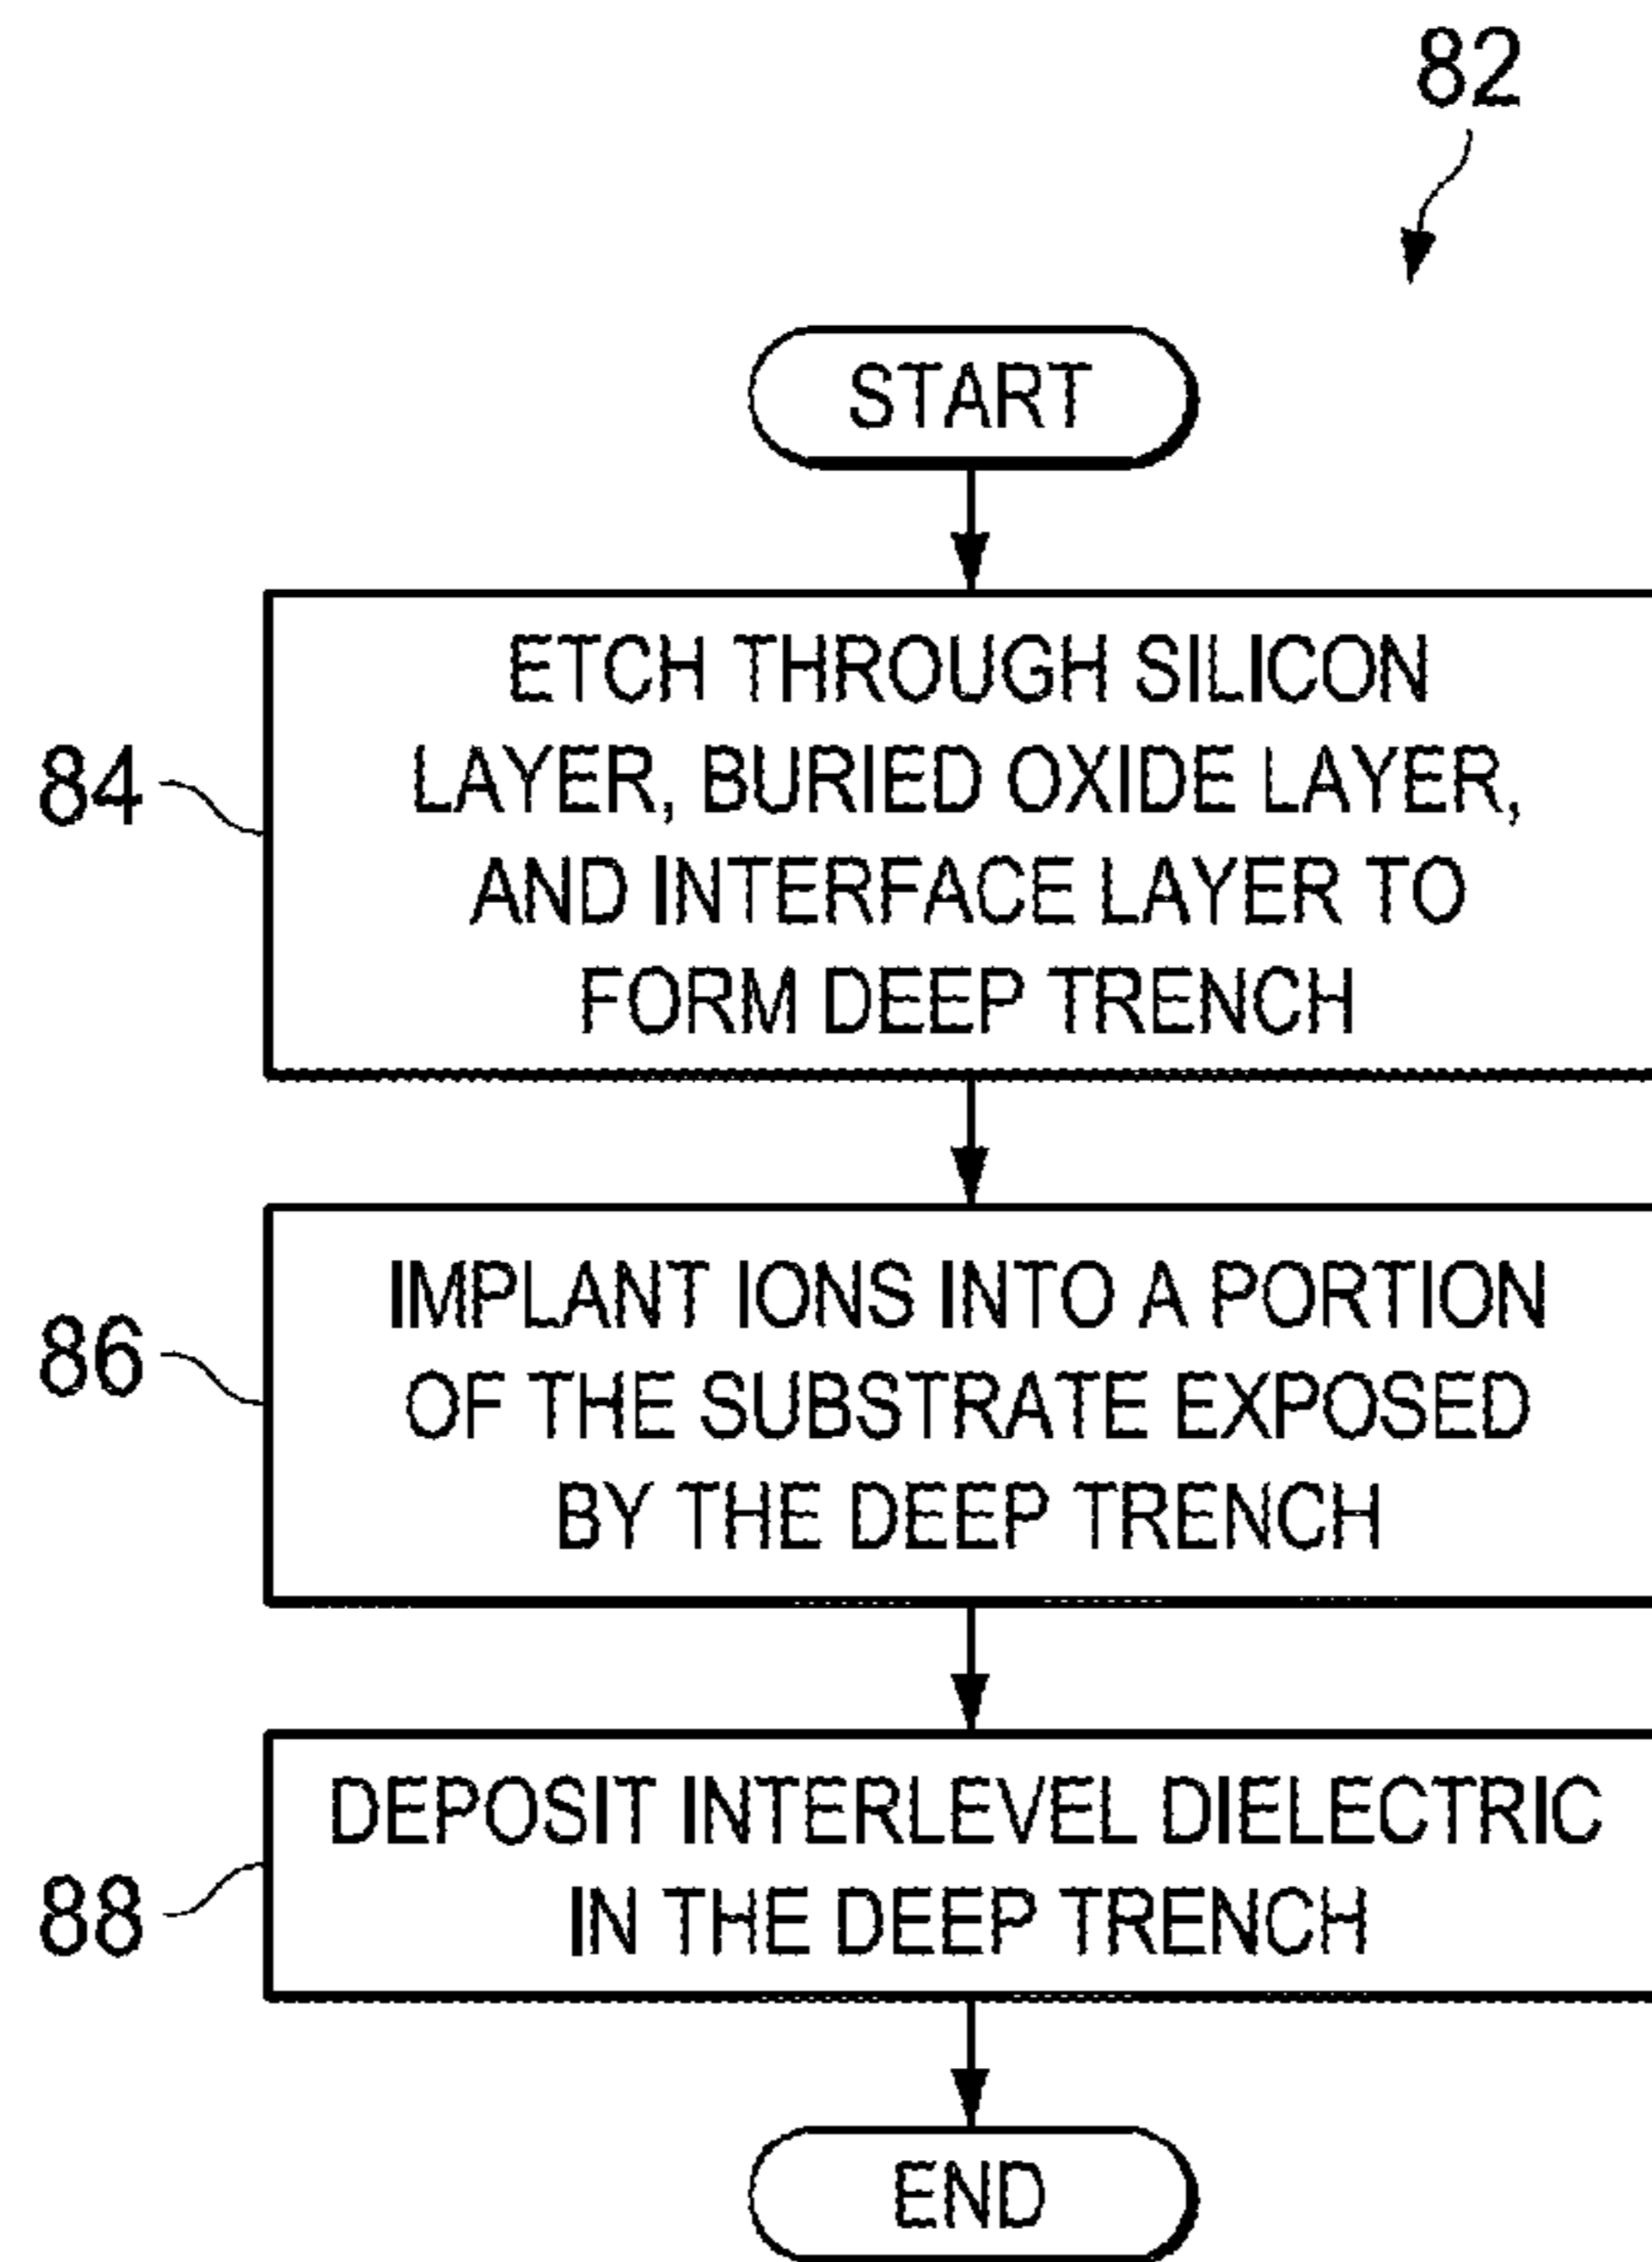 82
START
84
ETCH THROUGH SILICON
LAYER, BURIED OXIDE LAYER,
AND INTERFACE LAYER TO
FORM DEEP TRENCH
86
IMPLANT IONS INTO A PORTION
OF THE SUBSTRATE EXPOSED
BY THE DEEP TRENCH
88
DEPOSIT INTERLEVEL DIELECTRIC
IN THE DEEP TRENCH
END